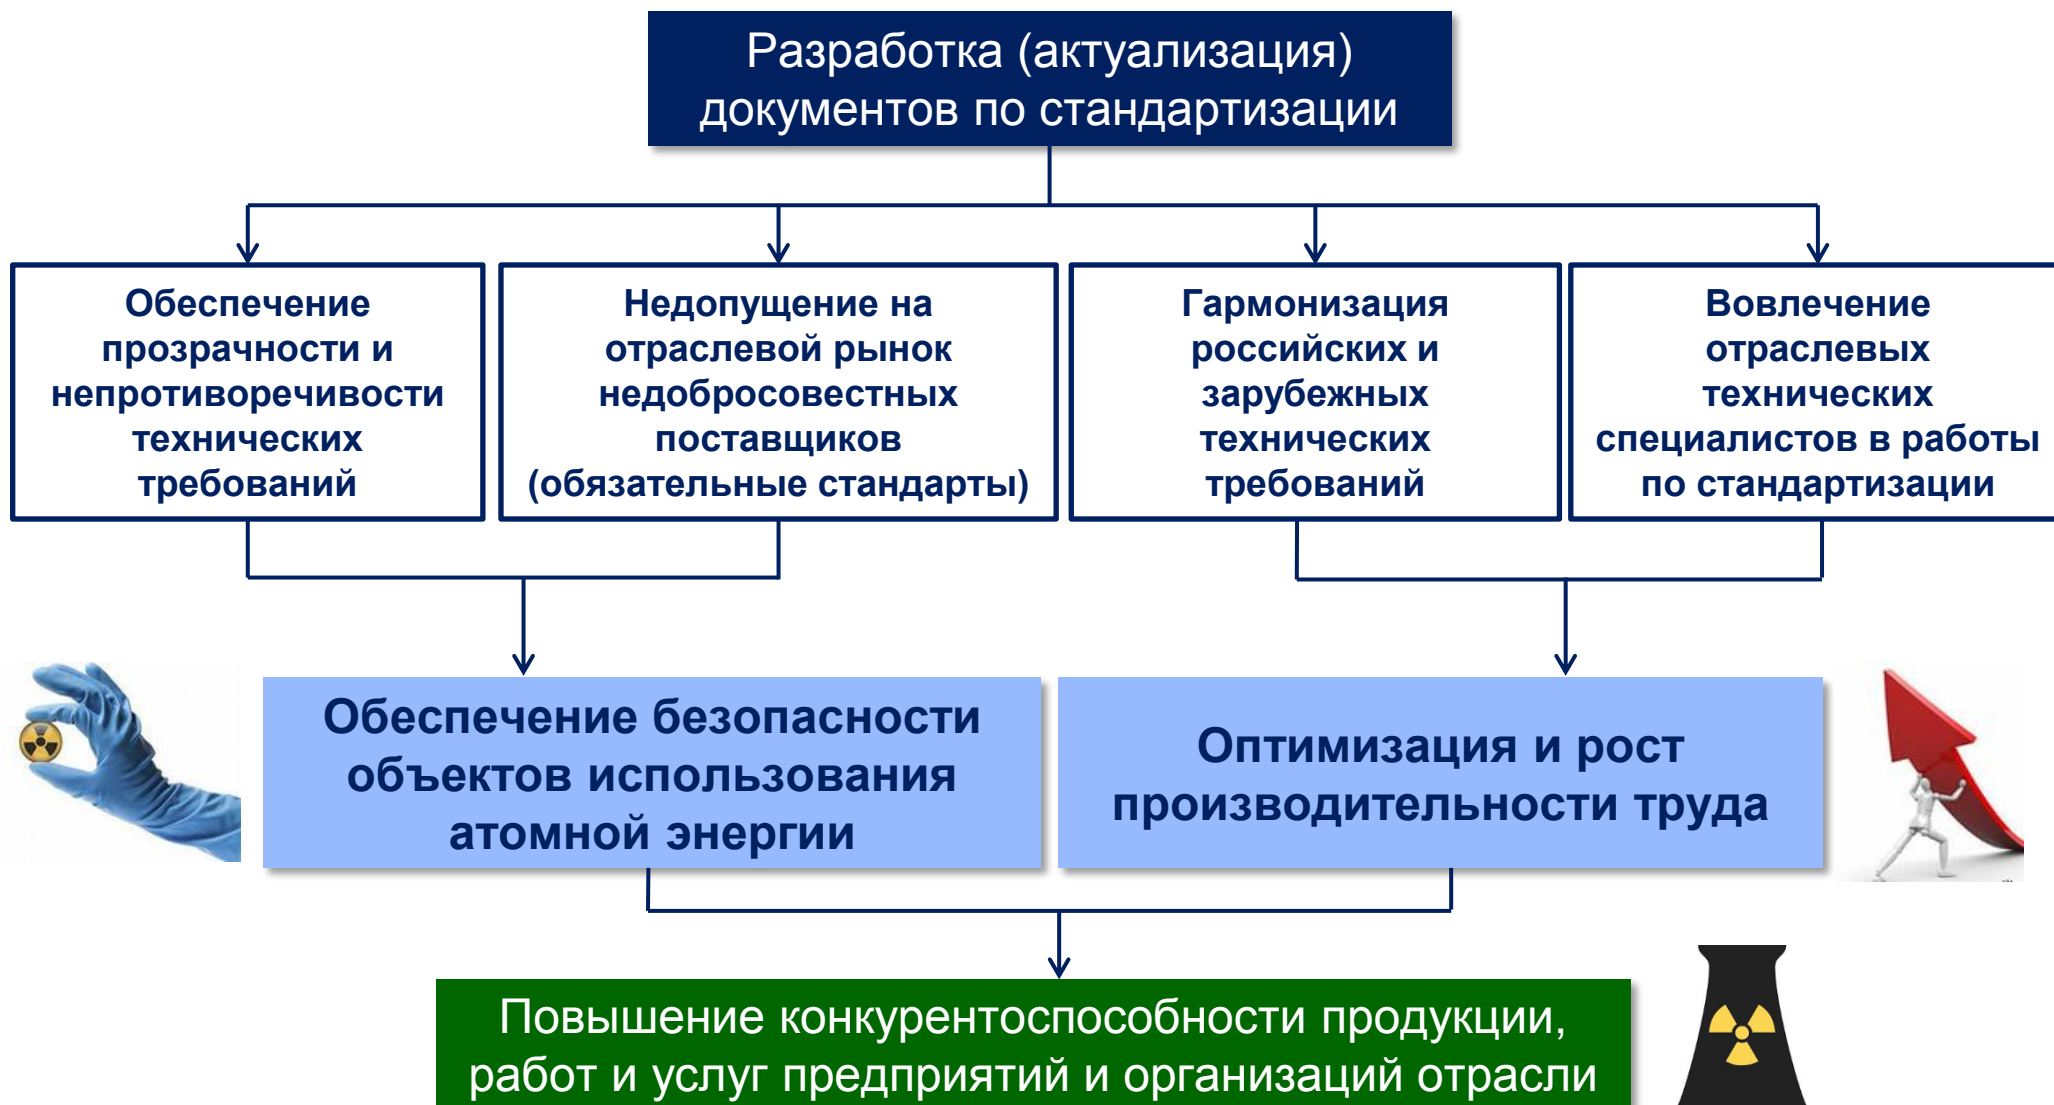 Разработка (актуализация)
документов по стандартизации
Обеспечение
прозрачности и
непротиворечивости
технических
требований
Недопущение на
отраслевой рынок
недобросовестных
поставщиков
(обязательные стандарты)
Гармонизация
российских и
зарубежных
технических
требований
Вовлечение
отраслевых
технических
специалистов в работы
по стандартизации
Обеспечение безопасности
объектов использования
атомной энергии
Оптимизация и рост
производительности труда
Повышение конкурентоспособности продукции,
работ и услуг предприятий и организаций отрасли